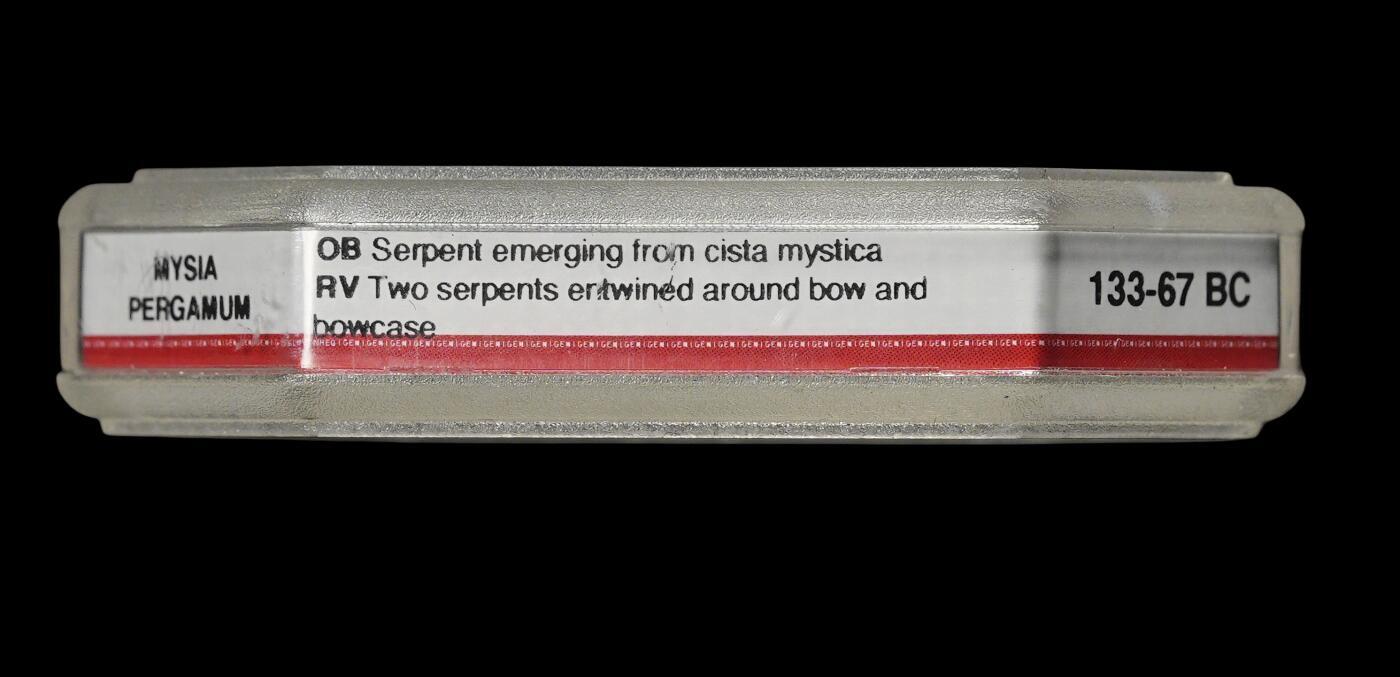 MYSIA
PERGAMUM
OB Serpent emerging from cista mystica
RV Two serpents entwined around bow and
bowcase
133-67 BC